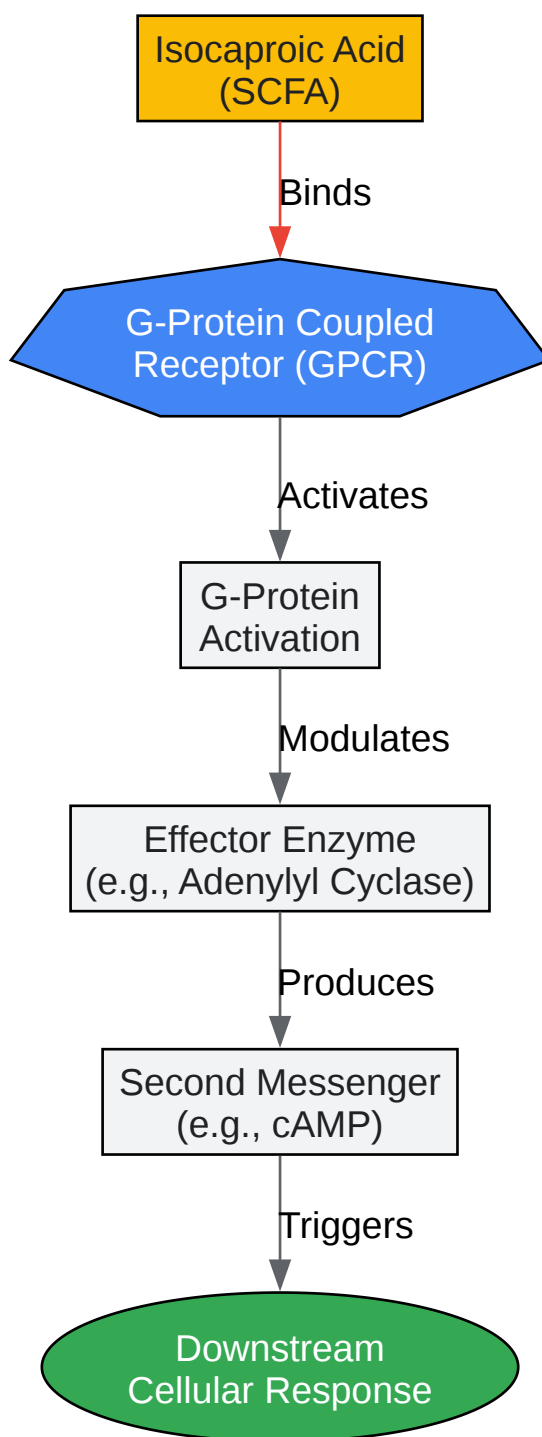 Isocaproic Acid
(SCFA)
Binds
G-Protein Coupled
Receptor (GPCR)
Activates
G-Protein
Activation
Modulates
Effector Enzyme
(e.g., Adenylyl Cyclase)
Produces
Second Messenger
(e.g., cAMP)
Triggers
Downstream
Cellular Response